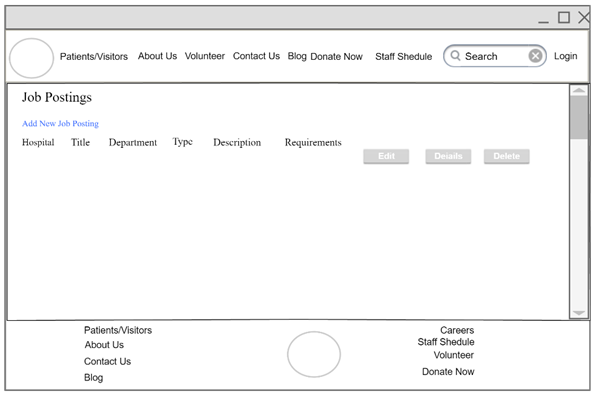 Patients/Visitors About Us Volunteer Contact Us Blog Donate Now Staff Shedule Search Login
Job Postings
Add New Job Posting
Hospital Title Department Type Description Requirements
Edit Deiails Delete
Patients/Visitors Careers
About Us Staff Shedule
Contact Us Volunteer
Blog Donate Now